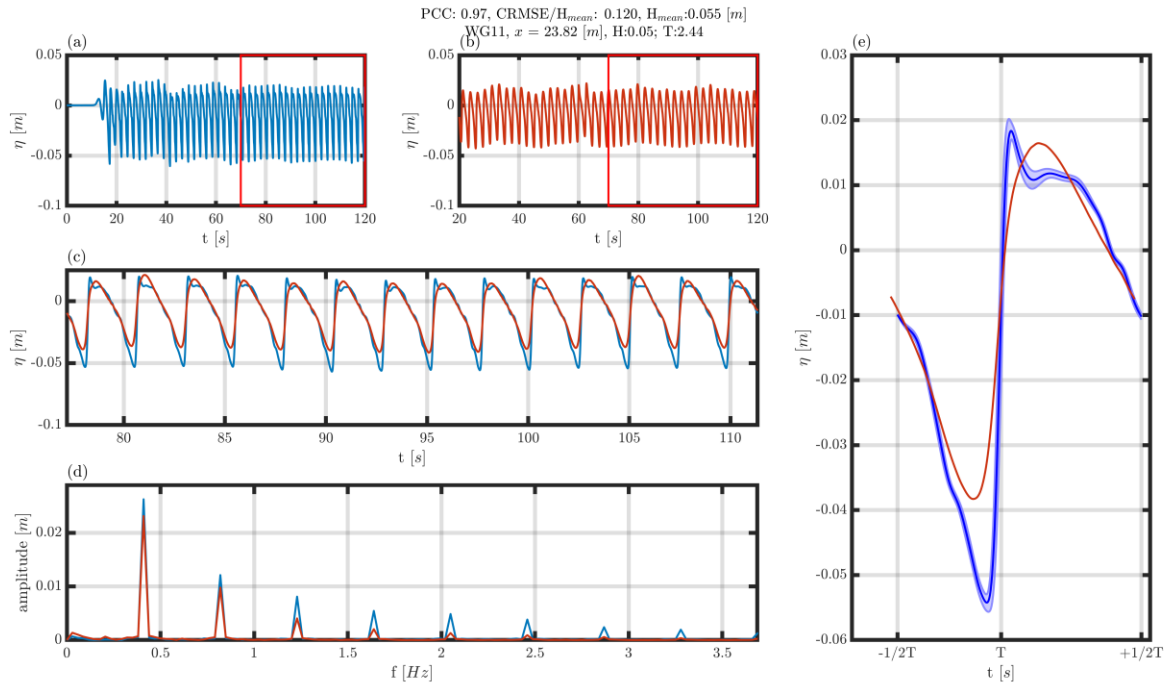 PCC: 0.97, CRMSE/H_mean: 0.120, H_mean:0.055 [m]
WG11, x = 23.82 [m], H:0.05; T:2.44
(a)
0.05
0
-0.05
-0.1
η [m]
0 20 40 60 80 100 120
t [s]
(b)
0.05
0
-0.05
-0.1
η [m]
20 40 60 80 100 120
t [s]
(c)
0
-0.05
-0.1
η [m]
80 85 90 95 100 105 110
t [s]
(d)
0.02
0.01
0
amplitude [m]
0 0.5 1 1.5 2 2.5 3 3.5
f [Hz]
(e)
0.03
0.02
0.01
0
-0.01
-0.02
-0.03
-0.04
-0.05
-0.06
η [m]
-1/2T T +1/2T
t [s]